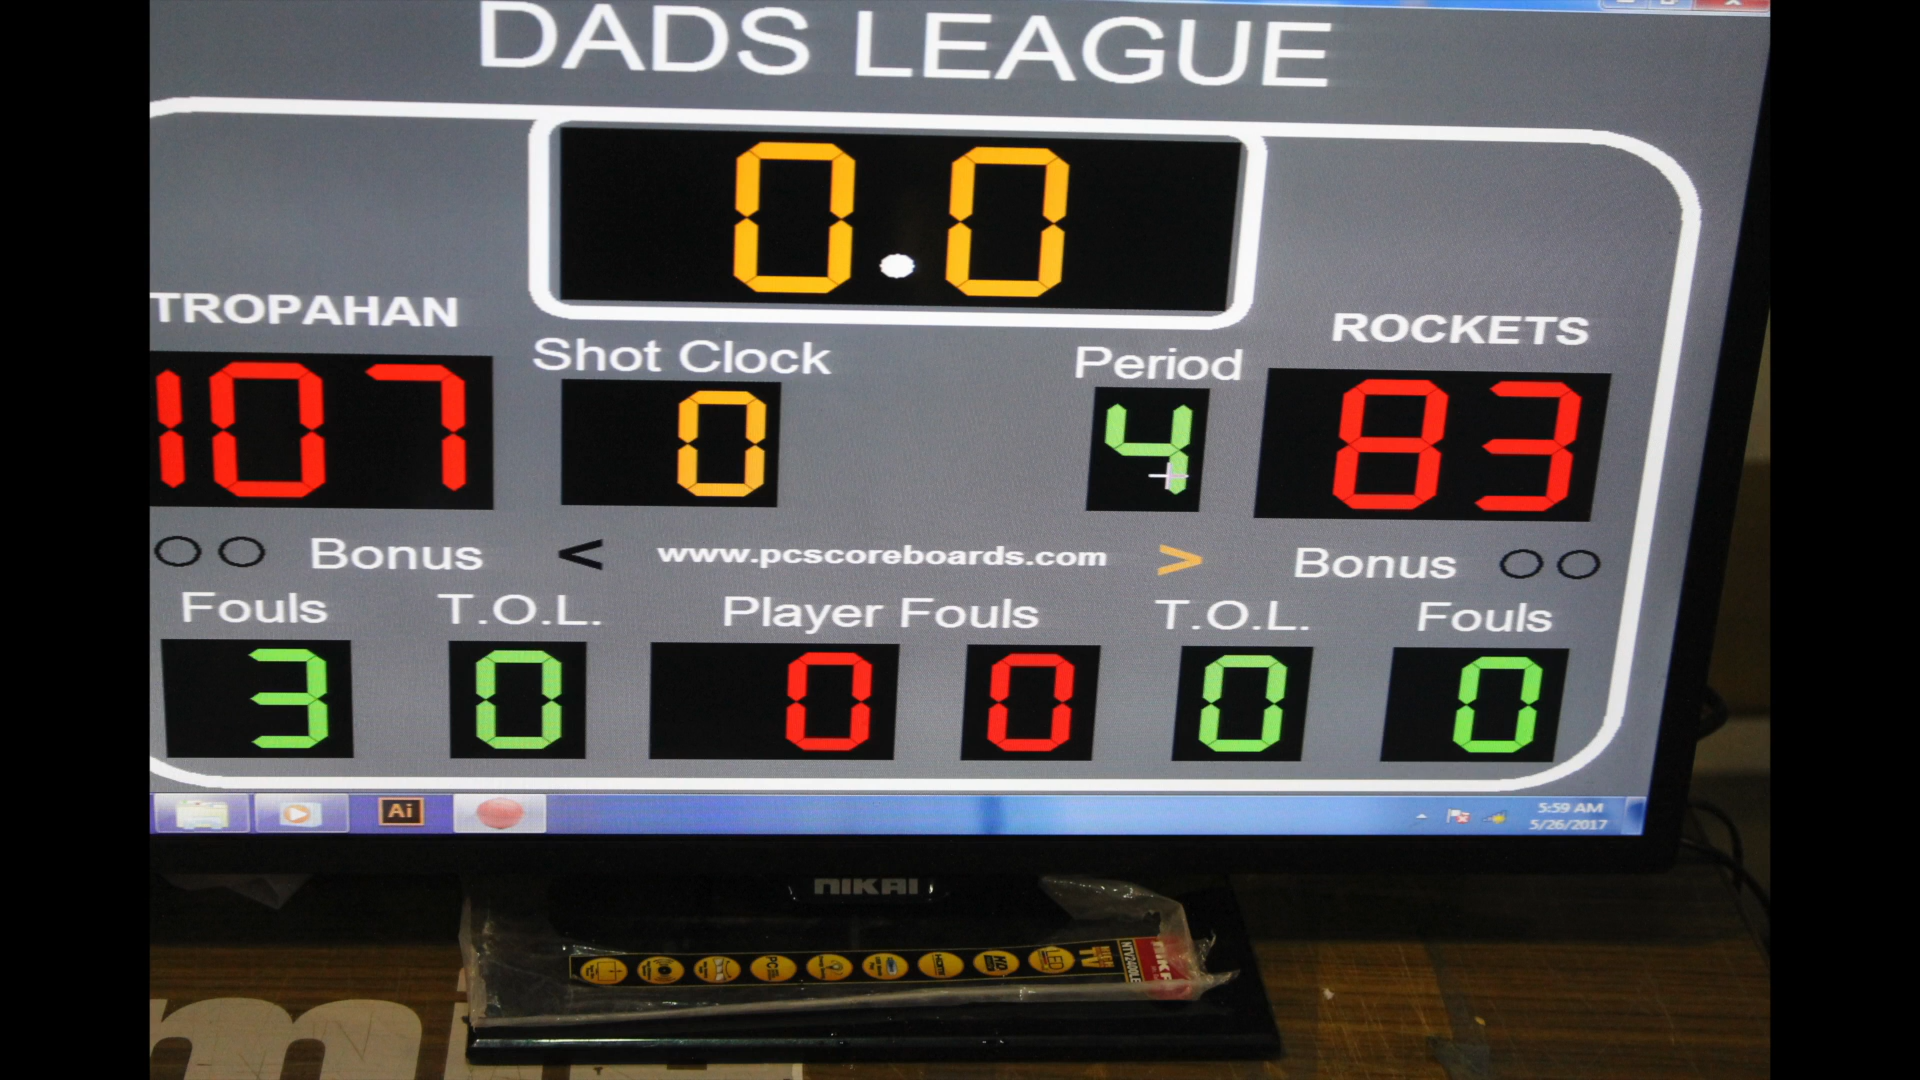 DADS LEAGUE
0.0
TROPAHAN
ROCKETS
Shot Clock
Period
107
0
4
83
Bonus
<
www.pcscoreboards.com
>
Bonus
Fouls
T.O.L.
Player Fouls
T.O.L.
Fouls
3
0
0
0
0
0
Ai
5:59 AM
5/26/2017
NIKAI